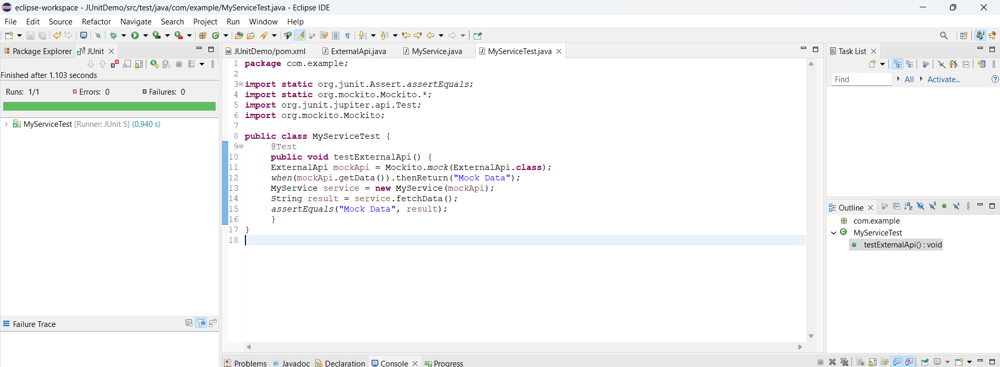 eclipse-workspace - JUnitDemo/src/test/java/com/example/MyServiceTest.java - Eclipse IDE
File Edit Source Refactor Navigate Search Project Run Window Help
Package Explorer JUnit
Finished after 1.103 seconds
Runs: 1/1 Errors: 0 Failures: 0
MyServiceTest [Runner: JUnit 5] (0.940 s)
Failure Trace
JUnitDemo/pom.xml ExternalApi.java MyService.java MyServiceTest.java
1 package com.example;
2
3 import static org.junit.Assert.assertEquals;
4 import static org.mockito.Mockito.*;
5 import org.junit.jupiter.api.Test;
6 import org.mockito.Mockito;
7
8 public class MyServiceTest {
9 @Test
10 public void testExternalApi() {
11 ExternalApi mockApi = Mockito.mock(ExternalApi.class);
12 when(mockApi.getData()).thenReturn("Mock Data");
13 MyService service = new MyService(mockApi);
14 String result = service.fetchData();
15 assertEquals("Mock Data", result);
16 }
17 }
18
Task List
Find All Activate...
Outline
com.example
MyServiceTest
testExternalApi() : void
Problems Javadoc Declaration Console Progress